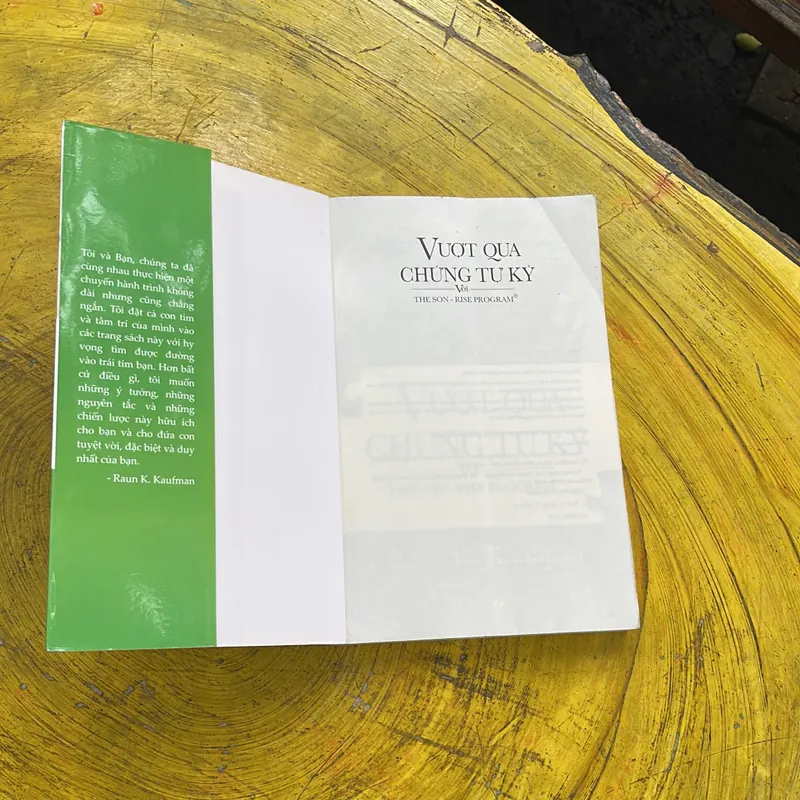 Tôi và Bạn, chúng ta đã
cùng nhau thực hiện một
chuyến hành trình không
dài nhưng cũng chẳng
ngắn. Tôi đặt cả con tim
và tâm trí của mình vào
các trang sách này với hy
vọng tìm được đường
vào trái tim bạn. Hơn bất
cứ điều gì, tôi muốn
những ý tưởng, những
nguyên tắc và những
chiến lược này hữu ích
cho bạn và cho đứa con
tuyệt vời, đặc biệt và duy
nhất của bạn.
- Raun K. Kaufman
VƯỢT QUA
CHỨNG TỰ KỶ
Với
THE SON - RISE PROGRAM®